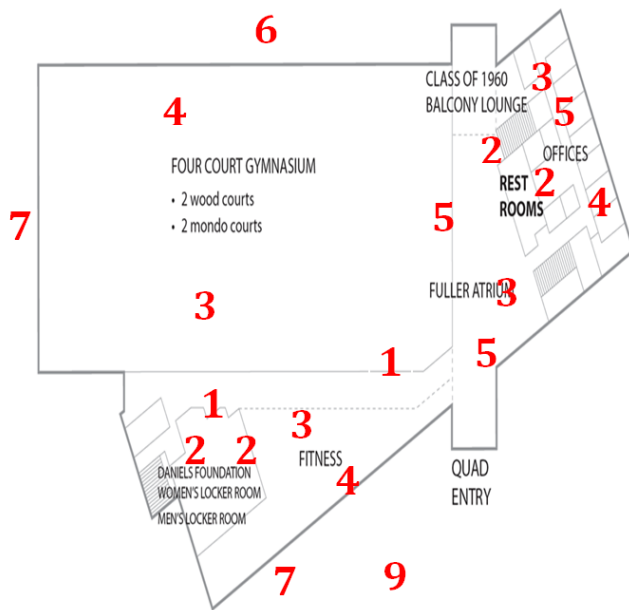 6
CLASS OF 1960
BALCONY LOUNGE
3
4
5
FOUR COURT GYMNASIUM
• 2 wood courts
• 2 mondo courts
2
OFFICES
REST
ROOMS
2
4
7
5
3
FULLER ATRIUM
3
1
5
1
3
2
2
FITNESS
DANIELS FOUNDATION
WOMEN'S LOCKER ROOM
MEN'S LOCKER ROOM
4
QUAD
ENTRY
7
9